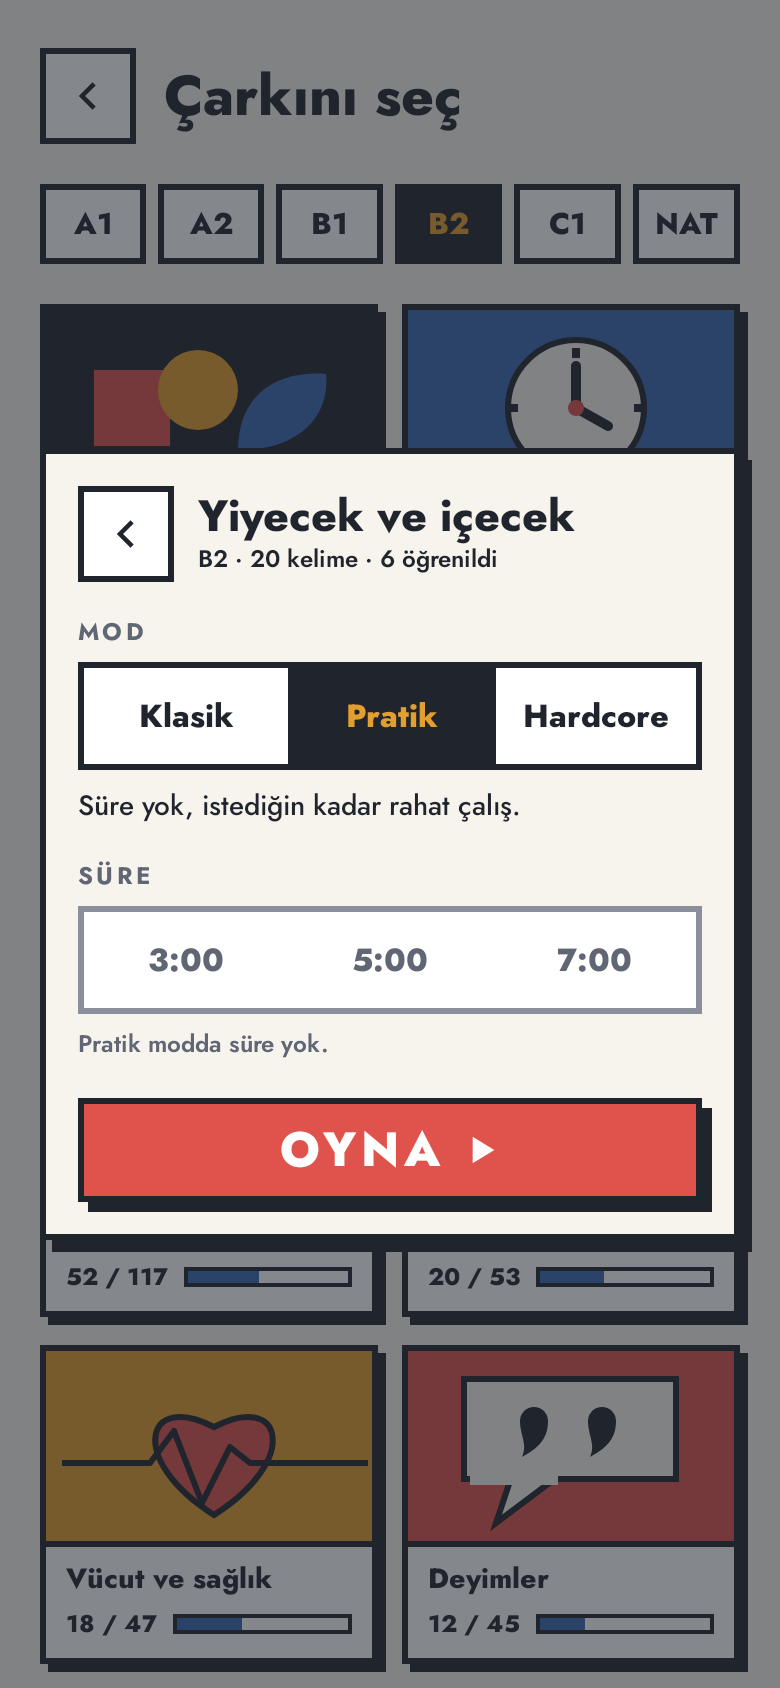 Çarkını seç
A1 A2 B1 B2 C1 NAT
Yiyecek ve içecek
B2 · 20 kelime · 6 öğrenildi
MOD
Klasik Pratik Hardcore
Süre yok, istediğin kadar rahat çalış.
SÜRE
3:00 5:00 7:00
Pratik modda süre yok.
OYNA
52 / 117
20 / 53
Vücut ve sağlık
18 / 47
Deyimler
12 / 45